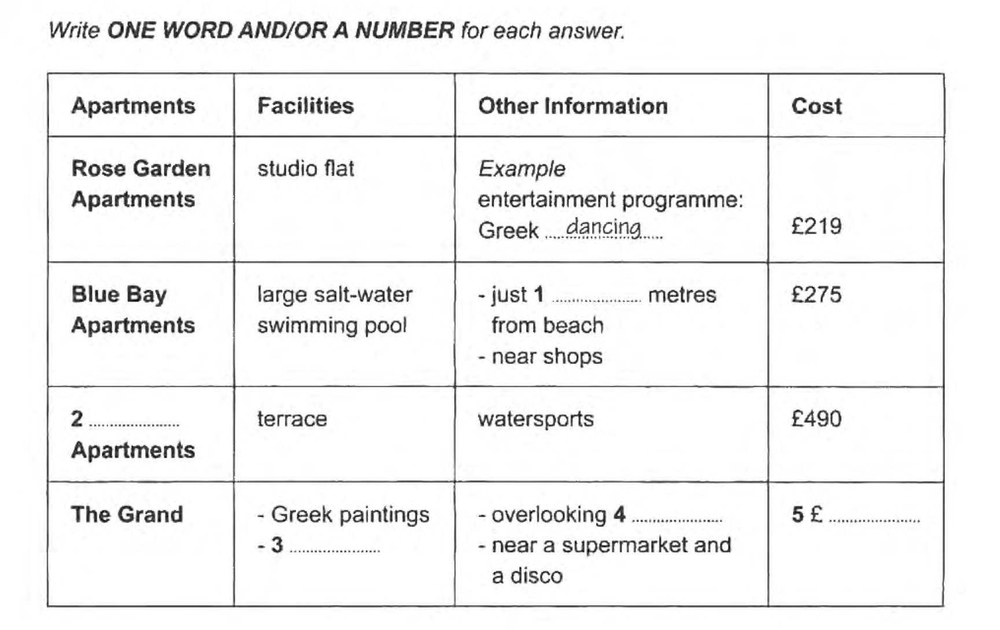 Write ONE WORD AND/OR A NUMBER for each answer.
Apartments Facilities Other Information Cost
Rose Garden
Apartments
studio flat
Example
entertainment programme:
Greek ....dancing.....
£219
Blue Bay
Apartments
large salt-water
swimming pool
- just 1 ...................... metres
from beach
- near shops
£275
2 ......................
Apartments
terrace
watersports
£490
The Grand
- Greek paintings
- 3 ......................
- overlooking 4 ......................
- near a supermarket and
a disco
5 £ ......................